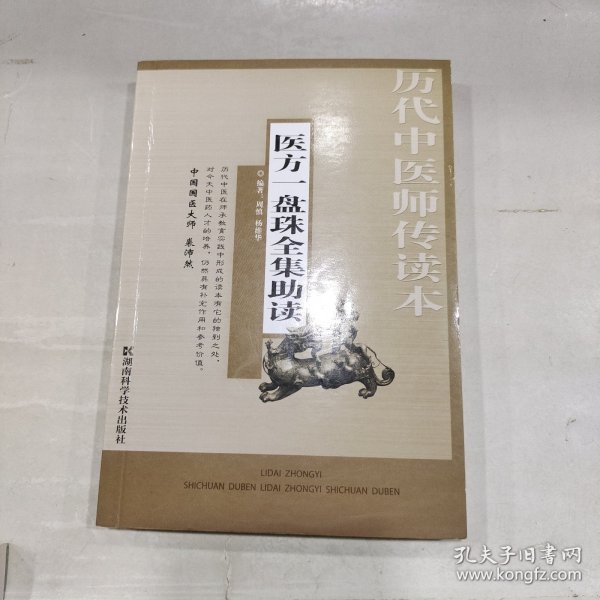 历代中医师传读本
医方一盘珠全集助读
◎编著:周慎 杨维华
历代中医在师承教育实践中形成的读本有它的独到之处,
对今天中医药人才的培养,仍然具有补充作用和参考价值。
中国国医大师 裘沛然
湖南科学技术出版社
LIDAI ZHONGYI
SHICHUAN DUBEN LIDAI ZHONGYI SHICHUAN DUBEN
孔夫子旧书网
www.kongfz.com